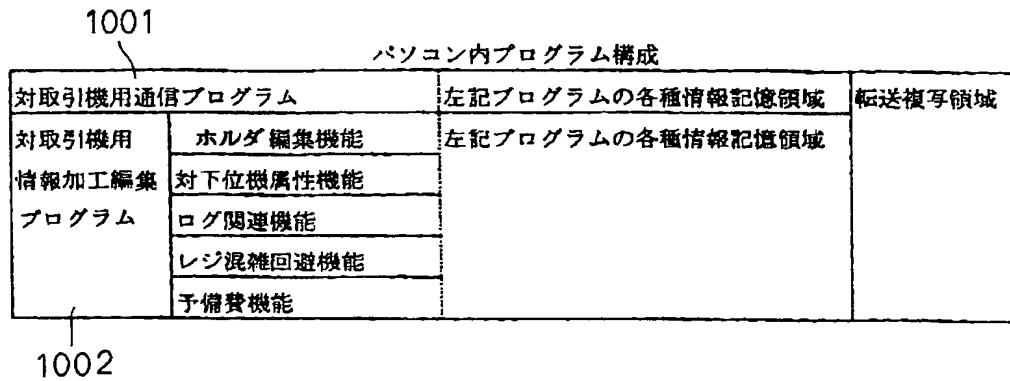 1001
パソコン内プログラム構成
対取引機用通信プログラム 左記プログラムの各種情報記憶領域 転送複写領域
対取引機用 ホルダ編集機能 左記プログラムの各種情報記憶領域
情報加工編集 対下位機属性機能
プログラム ログ関連機能
レジ混雑回避機能
予備費機能
1002